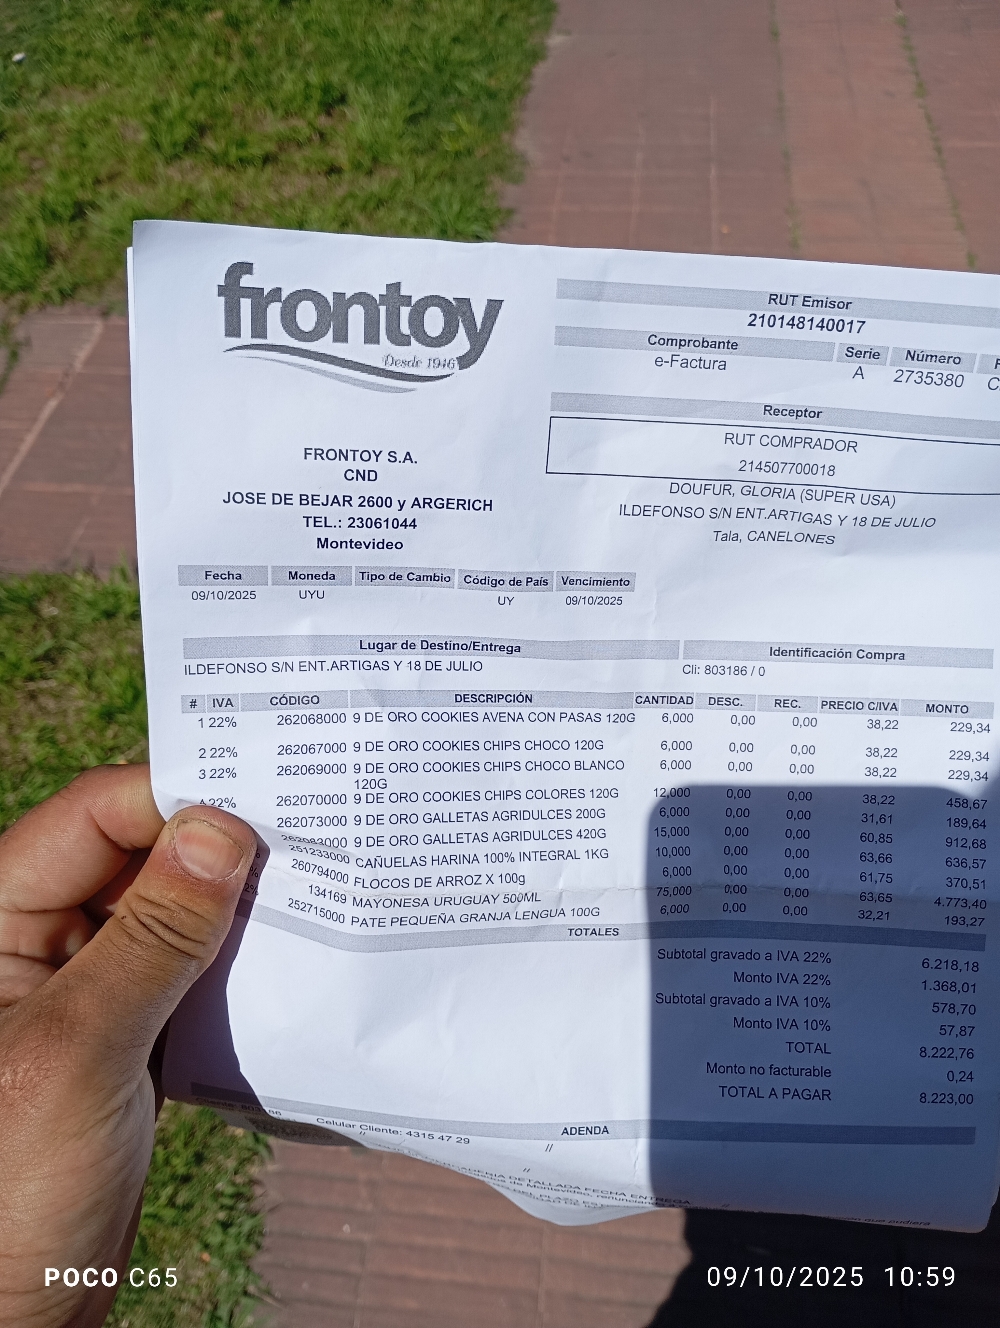 frontoy
Desde 1946
RUT Emisor
210148140017
Comprobante Serie Número
e-Factura A 2735380
Receptor
RUT COMPRADOR
214507700018
DOUFUR, GLORIA (SUPER USA)
ILDEFONSO S/N ENT.ARTIGAS Y 18 DE JULIO
Tala, CANELONES
FRONTOY S.A.
CND
JOSE DE BEJAR 2600 y ARGERICH
TEL.: 23061044
Montevideo
Fecha Moneda Tipo de Cambio Código de País Vencimiento
09/10/2025 UYU UY 09/10/2025
Lugar de Destino/Entrega Identificación Compra
ILDEFONSO S/N ENT.ARTIGAS Y 18 DE JULIO Cli: 803186 / 0
# IVA CÓDIGO DESCRIPCIÓN CANTIDAD DESC. REC. PRECIO C/IVA MONTO
1 22% 262068000 9 DE ORO COOKIES AVENA CON PASAS 120G 6,000 0,00 0,00 38,22 229,34
2 22% 262067000 9 DE ORO COOKIES CHIPS CHOCO 120G 6,000 0,00 0,00 38,22 229,34
3 22% 262069000 9 DE ORO COOKIES CHIPS CHOCO BLANCO 6,000 0,00 0,00 38,22 229,34
120G
4 22% 262070000 9 DE ORO COOKIES CHIPS COLORES 120G 12,000 0,00 0,00 38,22 458,67
262073000 9 DE ORO GALLETAS AGRIDULCES 200G 6,000 0,00 0,00 31,61 189,64
262083000 9 DE ORO GALLETAS AGRIDULCES 420G 15,000 0,00 0,00 60,85 912,68
251233000 CAÑUELAS HARINA 100% INTEGRAL 1KG 10,000 0,00 0,00 63,66 636,57
260794000 FLOCOS DE ARROZ X 100g 6,000 0,00 0,00 61,75 370,51
134169 MAYONESA URUGUAY 500ML 75,000 0,00 0,00 63,65 4.773,40
252715000 PATE PEQUEÑA GRANJA LENGUA 100G 6,000 0,00 0,00 32,21 193,27
TOTALES
Subtotal gravado a IVA 22% 6.218,18
Monto IVA 22% 1.368,01
Subtotal gravado a IVA 10% 578,70
Monto IVA 10% 57,87
TOTAL 8.222,76
Monto no facturable 0,24
TOTAL A PAGAR 8.223,00
ADENDA
Celular Cliente: 4315 47 29 //
//
DETALLADA FECHA ENTREGA
de Montevideo,
que pudiera
POCO C65
09/10/2025 10:59